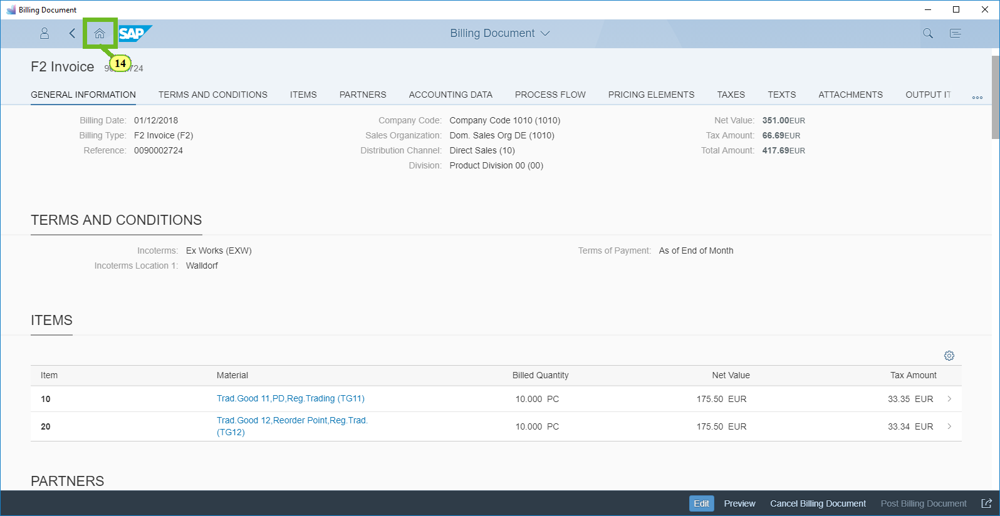 Billing Document
SAP
Billing Document
14
F2 Invoice 724
GENERAL INFORMATION TERMS AND CONDITIONS ITEMS PARTNERS ACCOUNTING DATA PROCESS FLOW PRICING ELEMENTS TAXES TEXTS ATTACHMENTS OUTPUT IT
Billing Date: 01/12/2018 Company Code: Company Code 1010 (1010) Net Value: 351.00EUR
Billing Type: F2 Invoice (F2) Sales Organization: Dom. Sales Org DE (1010) Tax Amount: 66.69EUR
Reference: 0090002724 Distribution Channel: Direct Sales (10) Total Amount: 417.69EUR
Division: Product Division 00 (00)
TERMS AND CONDITIONS
Incoterms: Ex Works (EXW) Terms of Payment: As of End of Month
Incoterms Location 1: Walldorf
ITEMS
Item Material Billed Quantity Net Value Tax Amount
10 Trad.Good 11,PD,Reg.Trading (TG11) 10.000 PC 175.50 EUR 33.35 EUR
20 Trad.Good 12,Reorder Point,Reg.Trad. (TG12) 10.000 PC 175.50 EUR 33.34 EUR
PARTNERS
Edit Preview Cancel Billing Document Post Billing Document